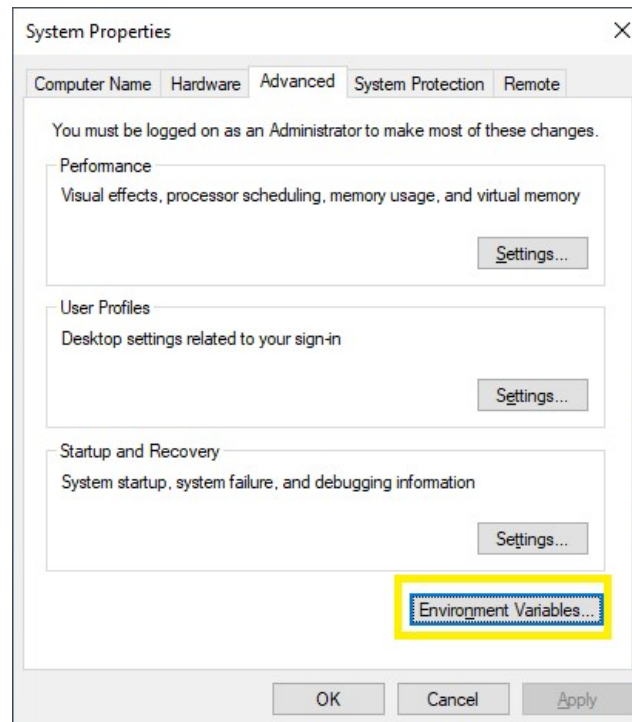 System Properties
Computer Name Hardware Advanced System Protection Remote
You must be logged on as an Administrator to make most of these changes.
Performance
Visual effects, processor scheduling, memory usage, and virtual memory
Settings...
User Profiles
Desktop settings related to your sign-in
Settings...
Startup and Recovery
System startup, system failure, and debugging information
Settings...
Environment Variables...
OK Cancel Apply